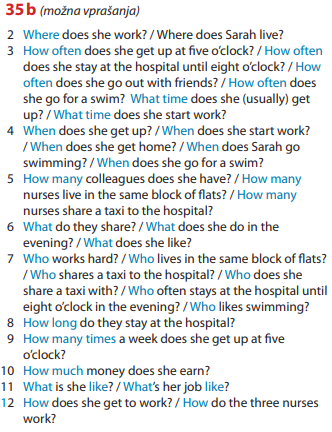 35 b (možna vprašanja)
2 Where does she work? / Where does Sarah live?
3 How often does she get up at five o'clock? / How often
does she stay at the hospital until eight o'clock? / How
often does she go out with friends? / How often does
she go for a swim? What time does she (usually) get
up? / What time does she start work?
4 When does she get up? / When does she start work?
/ When does she get home? / When does Sarah go
swimming? / When does she go for a swim?
5 How many colleagues does she have? / How many
nurses live in the same block of flats? / How many
nurses share a taxi to the hospital?
6 What do they share? / What does she do in the
evening? / What does she like?
7 Who works hard? / Who lives in the same block of flats?
/ Who shares a taxi to the hospital? / Who does she
share a taxi with? / Who often stays at the hospital until
eight o'clock in the evening? / Who likes swimming?
8 How long do they stay at the hospital?
9 How many times a week does she get up at five
o'clock?
10 How much money does she earn?
11 What is she like? / What's her job like?
12 How does she get to work? / How do the three nurses
work?